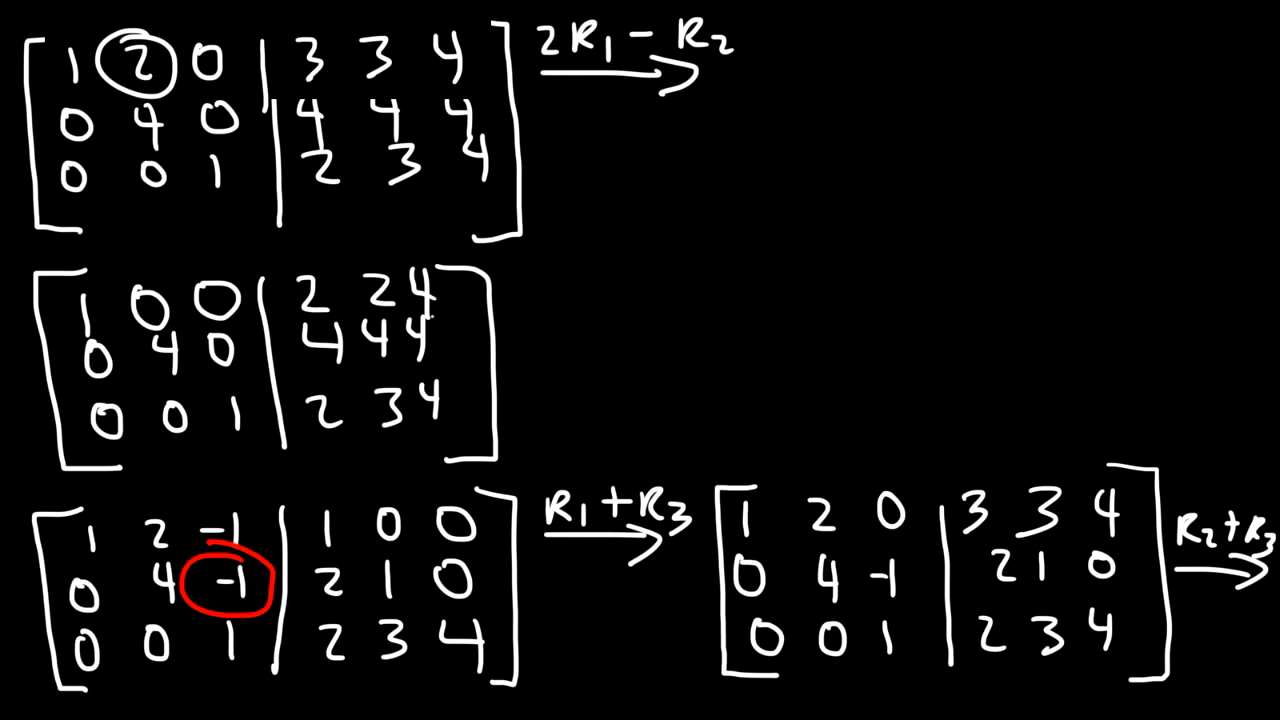 1 2 0 | 3 3 4 2R1 - R2
0 4 0 | 4 4 4
0 0 1 | 2 3 4
1 0 0 | 2 2 4
0 4 0 | 4 4 4
0 0 1 | 2 3 4
1 2 -1 | 1 0 0 R1 + R3
0 4 -1 | 2 1 0
0 0 1 | 2 3 4
1 2 0 | 3 3 4 R2 + R3
0 4 -1 | 2 1 0
0 0 1 | 2 3 4